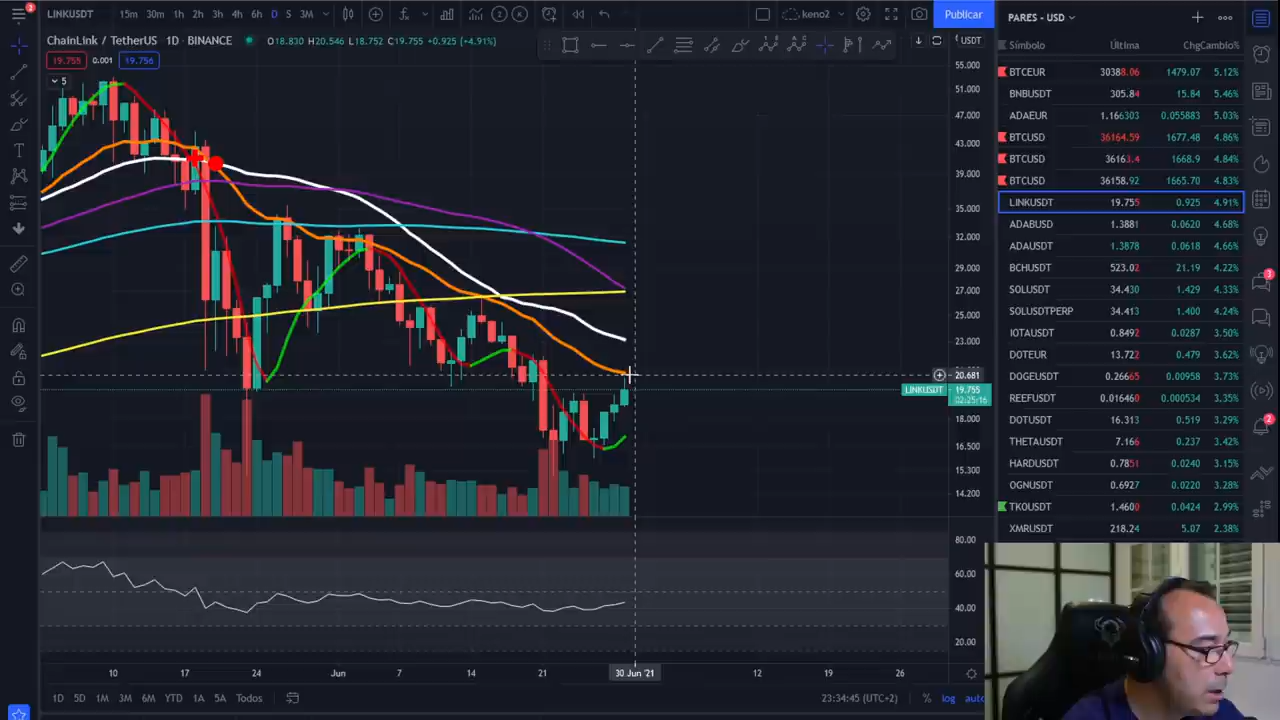 2
LINKUSDT
15m 30m 1h 2h 3h 4h 6h D S 3M
keno2
Publicar
PARES - USD
ChainLink / TetherUS 1D BINANCE
O18.830 H20.546 L18.752 C19.755 +0.925 (+4.91%)
USDT
19.755 0.001 19.756
5
Símbolo Última Chg Cambio%
BTCEUR 30388.06 1479.07 5.12%
BNBUSDT 305.84 15.84 5.46%
ADAEUR 1.166303 0.055883 5.03%
BTCUSD 36164.59 1677.48 4.86%
BTCUSD 36163.4 1668.9 4.84%
BTCUSD 36158.92 1665.70 4.83%
LINKUSDT 19.755 0.925 4.91%
ADABUSD 1.3881 0.0620 4.68%
ADAUSDT 1.3878 0.0618 4.66%
BCHUSDT 523.02 21.19 4.22%
SOLUSDT 34.430 1.429 4.33%
SOLUSDTPERP 34.413 1.400 4.24%
IOTAUSDT 0.8492 0.0287 3.50%
DOTEUR 13.722 0.479 3.62%
DOGEUSDT 0.26665 0.00958 3.73%
REEFUSDT 0.016460 0.000534 3.35%
DOTUSDT 16.313 0.519 3.29%
THETAUSDT 7.166 0.237 3.42%
HARDUSDT 0.7851 0.0240 3.15%
OGNUSDT 0.6927 0.0220 3.28%
TKOUSDT 1.4600 0.0424 2.99%
XMRUSDT 218.24 5.07 2.38%
3
2
55.000
51.000
47.000
43.000
39.000
35.000
32.000
29.000
27.000
25.000
23.000
20.681
LINKUSDT 19.755
02:25:16
18.000
16.500
15.300
14.200
80.00
60.00
40.00
20.00
10 17 24 Jun 7 14 21 30 Jun '21 12 19 26
1D 5D 1M 3M 6M YTD 1A 5A Todos
23:34:45 (UTC+2) % log auto